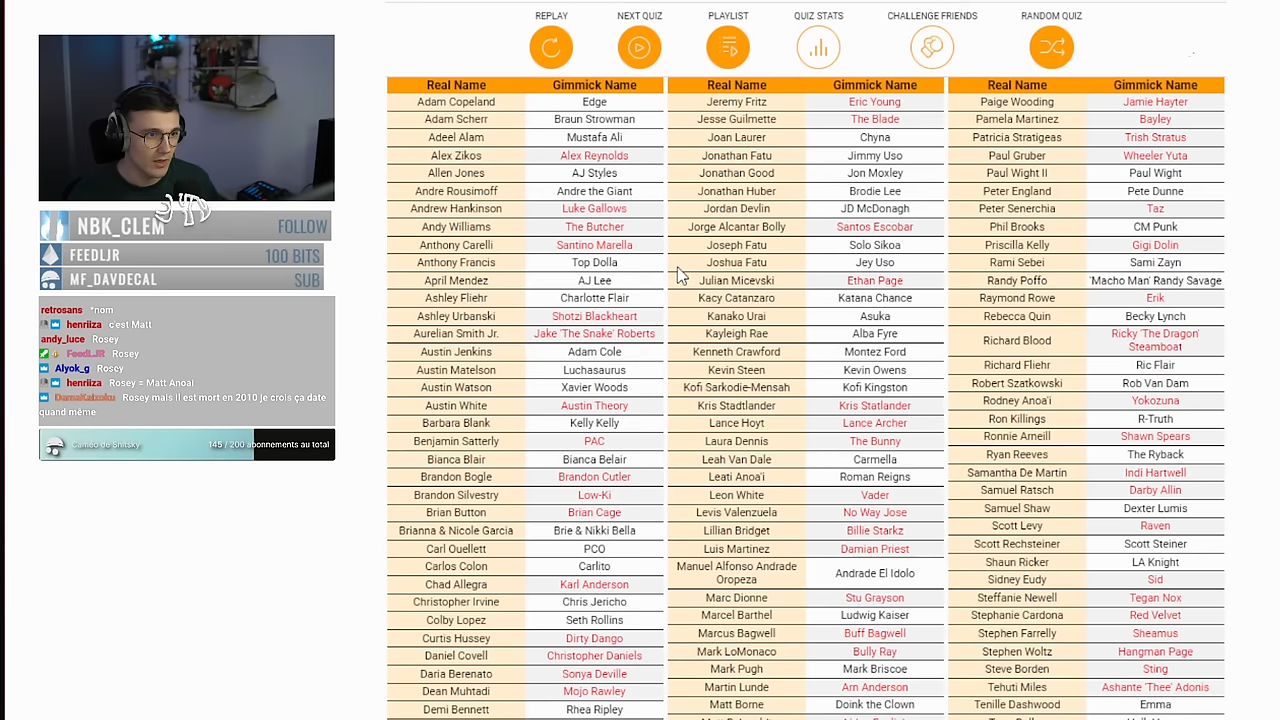 REPLAY NEXT QUIZ PLAYLIST QUIZ STATS CHALLENGE FRIENDS RANDOM QUIZ
NBK_CLEM FOLLOW
FEEDLJR 100 BITS
MF_DAVDECAL SUB
retrosans *nom
henriiza c'est Matt
andy_luce Rosey
FeedLJR Rosey
Alyok_g Rosey
henriiza Rosey = Matt Anoai
DamsKaizoku Rosey mais il est mort en 2010 je crois ça date
quand même
Caméo de Shitsky 145 / 200 abonnements au total
Real Name Gimmick Name
Adam Copeland Edge
Adam Scherr Braun Strowman
Adeel Alam Mustafa Ali
Alex Zikos Alex Reynolds
Allen Jones AJ Styles
Andre Rousimoff Andre the Giant
Andrew Hankinson Luke Gallows
Andy Williams The Butcher
Anthony Carelli Santino Marella
Anthony Francis Top Dolla
April Mendez AJ Lee
Ashley Fliehr Charlotte Flair
Ashley Urbanski Shotzi Blackheart
Aurelian Smith Jr. Jake 'The Snake' Roberts
Austin Jenkins Adam Cole
Austin Matelson Luchasaurus
Austin Watson Xavier Woods
Austin White Austin Theory
Barbara Blank Kelly Kelly
Benjamin Satterly PAC
Bianca Blair Bianca Belair
Brandon Bogle Brandon Cutler
Brandon Silvestry Low-Ki
Brian Button Brian Cage
Brianna & Nicole Garcia Brie & Nikki Bella
Carl Ouellett PCO
Carlos Colon Carlito
Chad Allegra Karl Anderson
Christopher Irvine Chris Jericho
Colby Lopez Seth Rollins
Curtis Hussey Dirty Dango
Daniel Covell Christopher Daniels
Daria Berenato Sonya Deville
Dean Muhtadi Mojo Rawley
Demi Bennett Rhea Ripley
Real Name Gimmick Name
Jeremy Fritz Eric Young
Jesse Guilmette The Blade
Joan Laurer Chyna
Jonathan Fatu Jimmy Uso
Jonathan Good Jon Moxley
Jonathan Huber Brodie Lee
Jordan Devlin JD McDonagh
Jorge Alcantar Bolly Santos Escobar
Joseph Fatu Solo Sikoa
Joshua Fatu Jey Uso
Julian Micevski Ethan Page
Kacy Catanzaro Katana Chance
Kanako Urai Asuka
Kayleigh Rae Alba Fyre
Kenneth Crawford Montez Ford
Kevin Steen Kevin Owens
Kofi Sarkodie-Mensah Kofi Kingston
Kris Stadtlander Kris Statlander
Lance Hoyt Lance Archer
Laura Dennis The Bunny
Leah Van Dale Carmella
Leati Anoa'i Roman Reigns
Leon White Vader
Levis Valenzuela No Way Jose
Lillian Bridget Billie Starkz
Luis Martinez Damian Priest
Manuel Alfonso Andrade
Oropeza Andrade El Idolo
Marc Dionne Stu Grayson
Marcel Barthel Ludwig Kaiser
Marcus Bagwell Buff Bagwell
Mark LoMonaco Bully Ray
Mark Pugh Mark Briscoe
Martin Lunde Arn Anderson
Matt Borne Doink the Clown
Real Name Gimmick Name
Paige Wooding Jamie Hayter
Pamela Martinez Bayley
Patricia Stratigeas Trish Stratus
Paul Gruber Wheeler Yuta
Paul Wight II Paul Wight
Peter England Pete Dunne
Peter Senerchia Taz
Phil Brooks CM Punk
Priscilla Kelly Gigi Dolin
Rami Sebei Sami Zayn
Randy Poffo 'Macho Man' Randy Savage
Raymond Rowe Erik
Rebecca Quin Becky Lynch
Richard Blood Ricky 'The Dragon'
Steamboat
Richard Fliehr Ric Flair
Robert Szatkowski Rob Van Dam
Rodney Anoa'i Yokozuna
Ron Killings R-Truth
Ronnie Arneill Shawn Spears
Ryan Reeves The Ryback
Samantha De Martin Indi Hartwell
Samuel Ratsch Darby Allin
Samuel Shaw Dexter Lumis
Scott Levy Raven
Scott Rechsteiner Scott Steiner
Shaun Ricker LA Knight
Sidney Eudy Sid
Steffanie Newell Tegan Nox
Stephanie Cardona Red Velvet
Stephen Farrelly Sheamus
Stephen Woltz Hangman Page
Steve Borden Sting
Tehuti Miles Ashante 'Thee' Adonis
Tenille Dashwood Emma